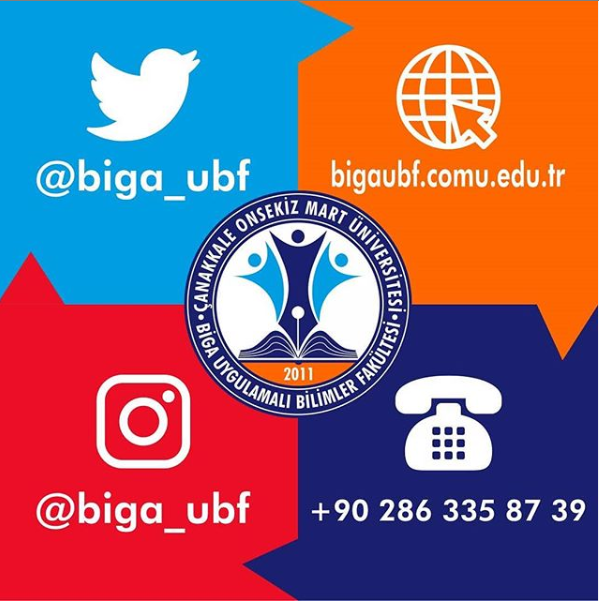 @biga_ubf
bigaubf.comu.edu.tr
ÇANAKKALE ONSEKİZ MART ÜNİVERSİTESİ
BİGA UYGULAMALI BİLİMLER FAKÜLTESİ
2011
@biga_ubf
+90 286 335 87 39